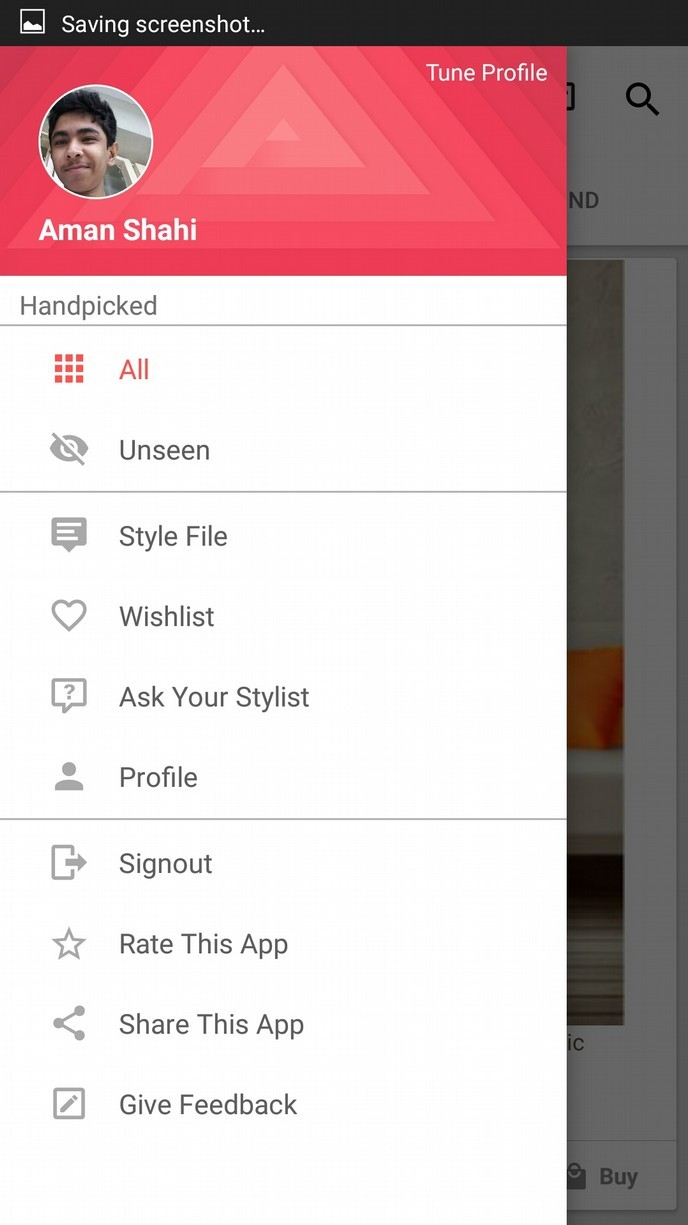 Saving screenshot...
Tune Profile
Aman Shahi
ND
Handpicked
All
Unseen
Style File
Wishlist
Ask Your Stylist
Profile
Signout
Rate This App
Share This App
Give Feedback
ic
Buy